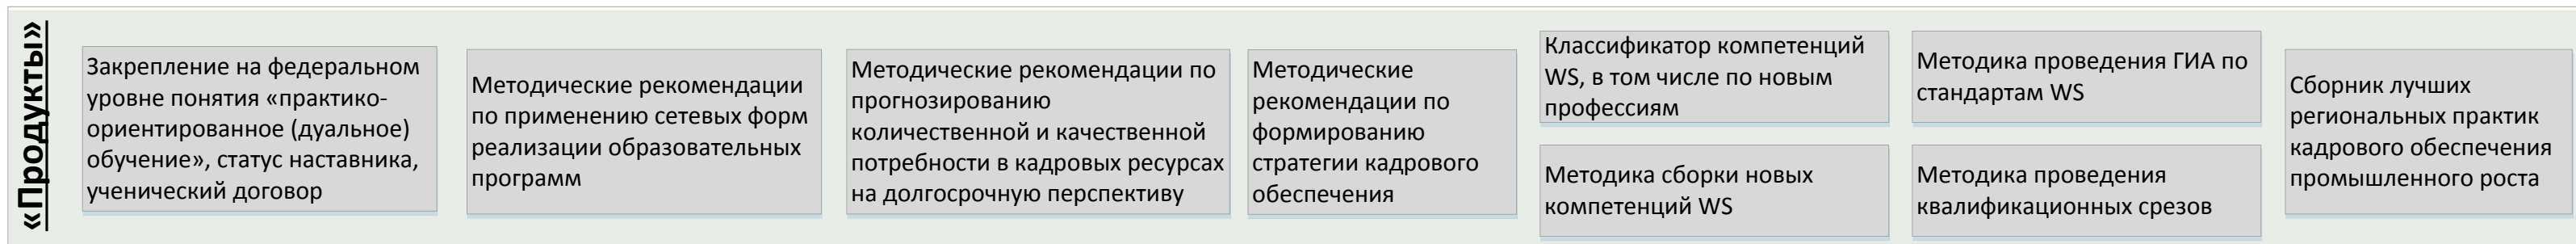 «Продукты»
Закрепление на федеральном
уровне понятия «практико-
ориентированное (дуальное)
обучение», статус наставника,
ученический договор
Методические рекомендации
по применению сетевых форм
реализации образовательных
программ
Методические рекомендации по
прогнозированию
количественной и качественной
потребности в кадровых ресурсах
на долгосрочную перспективу
Методические
рекомендации по
формированию
стратегии кадрового
обеспечения
Классификатор компетенций
WS, в том числе по новым
профессиям
Методика сборки новых
компетенций WS
Методика проведения ГИА по
стандартам WS
Методика проведения
квалификационных срезов
Сборник лучших
региональных практик
кадрового обеспечения
промышленного роста